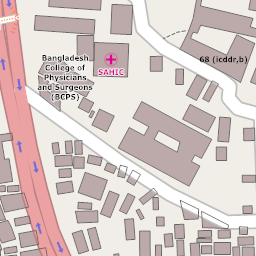 Bangladesh
College of
Physicians
and Surgeons
(BCPS)
SAHIC
68 (icddr,b)